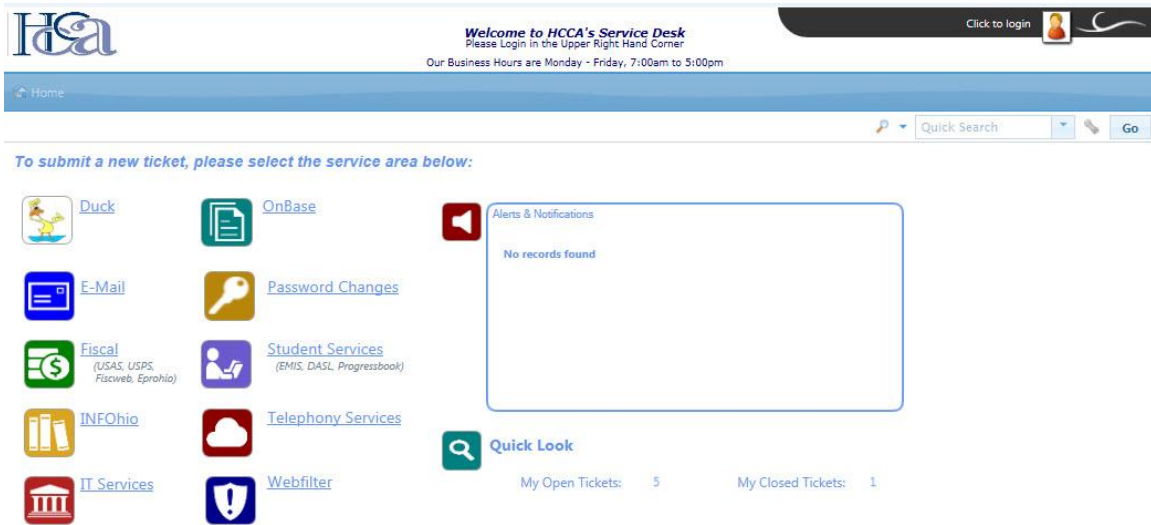 Hcca
Welcome to HCCA's Service Desk
Please Login in the Upper Right Hand Corner
Our Business Hours are Monday - Friday, 7:00am to 5:00pm
Click to login
Home
Quick Search
Go
To submit a new ticket, please select the service area below:
Duck
OnBase
E-Mail
Password Changes
Fiscal
(USAS, USPS,
Fiscweb, Eprohio)
Student Services
(EMIS, DASL, Progressbook)
INFOhio
Telephony Services
IT Services
Webfilter
Alerts & Notifications
No records found
Quick Look
My Open Tickets: 5
My Closed Tickets: 1